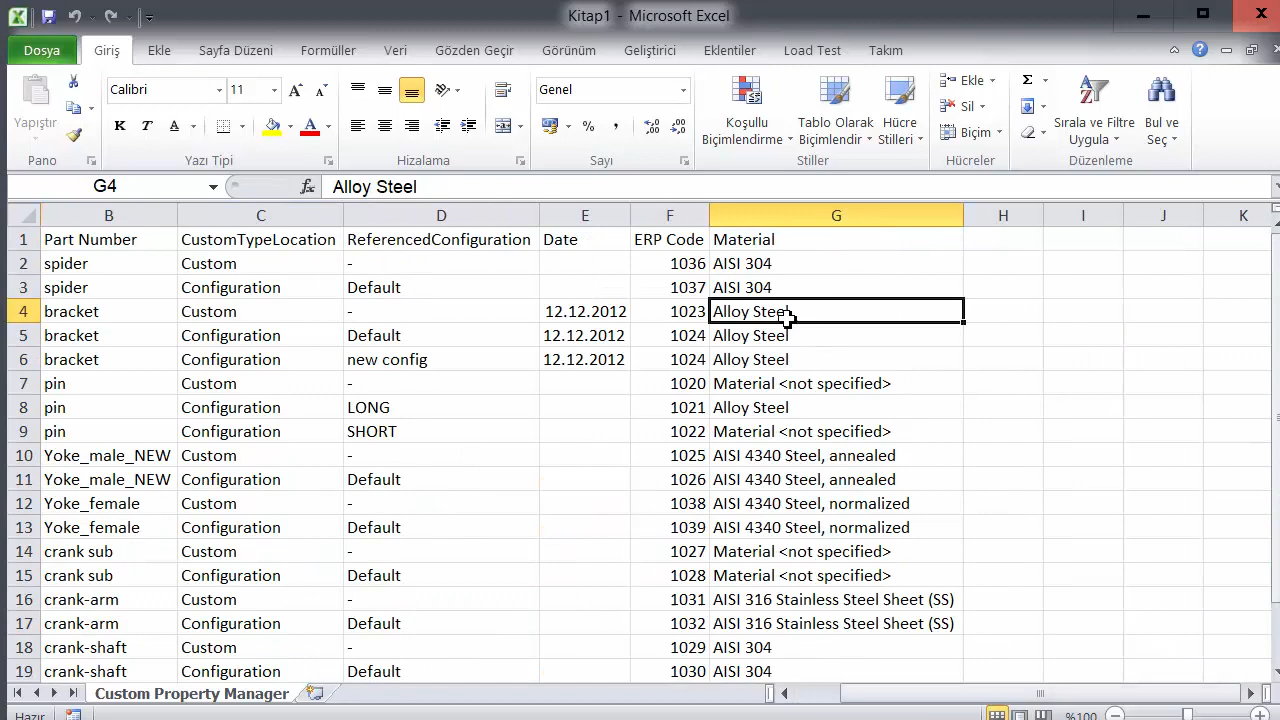 Kitap1 - Microsoft Excel
Dosya Giriş Ekle Sayfa Düzeni Formüller Veri Gözden Geçir Görünüm Geliştirici Eklentiler Load Test Takım
Yapıştır
Pano
Calibri 11
K T A
Yazı Tipi
Hizalama
Genel
%
Sayı
Koşullu Biçimlendirme
Tablo Olarak Biçimlendir
Hücre Stilleri
Stiller
Ekle
Sil
Biçim
Hücreler
Σ
Sırala ve Filtre Uygula
Bul ve Seç
Düzenleme
G4 fx Alloy Steel
B C D E F G H I J K
1 Part Number CustomTypeLocation ReferencedConfiguration Date ERP Code Material
2 spider Custom - 1036 AISI 304
3 spider Configuration Default 1037 AISI 304
4 bracket Custom - 12.12.2012 1023 Alloy Steel
5 bracket Configuration Default 12.12.2012 1024 Alloy Steel
6 bracket Configuration new config 12.12.2012 1024 Alloy Steel
7 pin Custom - 1020 Material <not specified>
8 pin Configuration LONG 1021 Alloy Steel
9 pin Configuration SHORT 1022 Material <not specified>
10 Yoke_male_NEW Custom - 1025 AISI 4340 Steel, annealed
11 Yoke_male_NEW Configuration Default 1026 AISI 4340 Steel, annealed
12 Yoke_female Custom - 1038 AISI 4340 Steel, normalized
13 Yoke_female Configuration Default 1039 AISI 4340 Steel, normalized
14 crank sub Custom - 1027 Material <not specified>
15 crank sub Configuration Default 1028 Material <not specified>
16 crank-arm Custom - 1031 AISI 316 Stainless Steel Sheet (SS)
17 crank-arm Configuration Default 1032 AISI 316 Stainless Steel Sheet (SS)
18 crank-shaft Custom - 1029 AISI 304
19 crank-shaft Configuration Default 1030 AISI 304
Custom Property Manager
Hazır %100